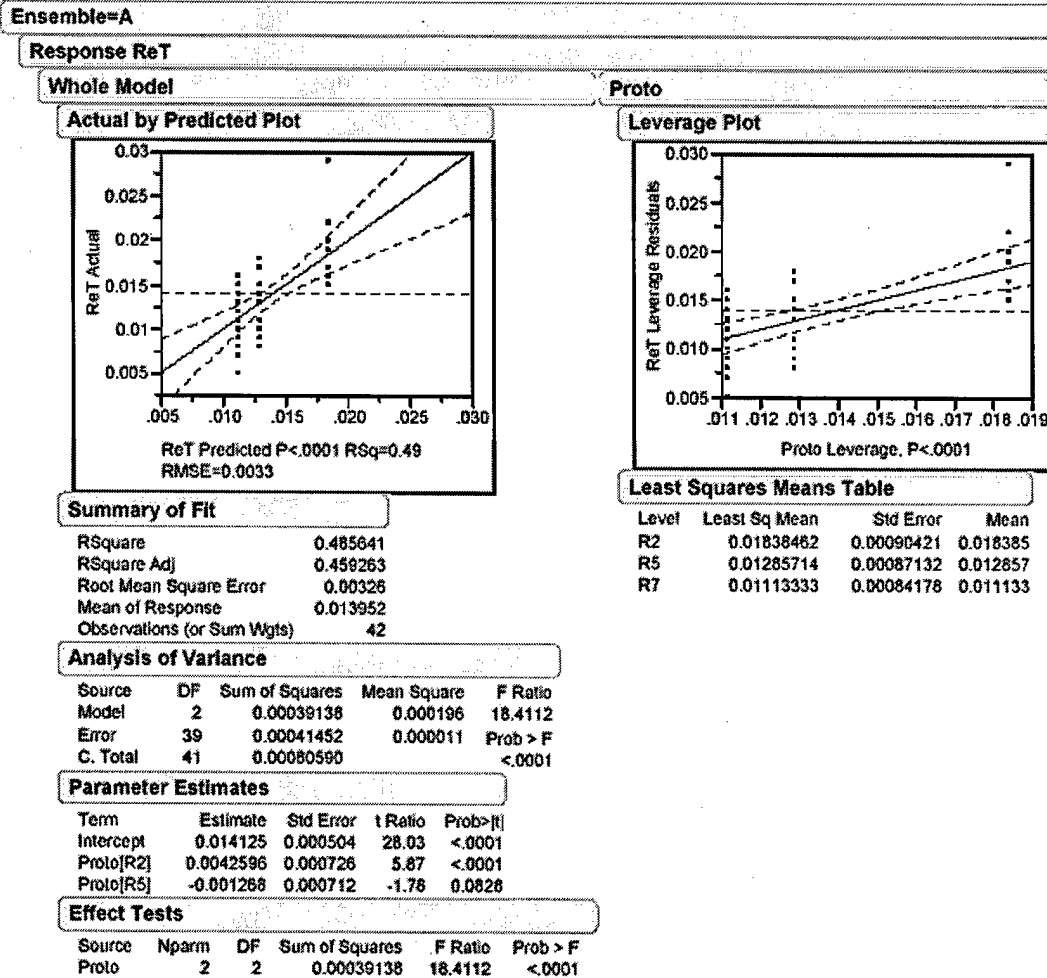 Ensemble=A
Response ReT
Whole Model
Actual by Predicted Plot
0.03
0.025
0.02
0.015
0.01
0.005
ReT Actual
.005 .010 .015 .020 .025 .030
ReT Predicted P<.0001 RSq=0.49
RMSE=0.0033
Summary of Fit
RSquare 0.485641
RSquare Adj 0.459263
Root Mean Square Error 0.00326
Mean of Response 0.013952
Observations (or Sum Wgts) 42
Analysis of Variance
Source DF Sum of Squares Mean Square F Ratio
Model 2 0.00039138 0.000196 18.4112
Error 39 0.00041452 0.000011 Prob > F
C. Total 41 0.00080590 <.0001
Parameter Estimates
Term Estimate Std Error t Ratio Prob>|t|
Intercept 0.014125 0.000504 28.03 <.0001
Proto[R2] 0.0042596 0.000726 5.87 <.0001
Proto[R5] -0.001268 0.000712 -1.78 0.0828
Effect Tests
Source Nparm DF Sum of Squares F Ratio Prob > F
Proto 2 2 0.00039138 18.4112 <.0001
Proto
Leverage Plot
0.030
0.025
0.020
0.015
0.010
0.005
ReT Leverage Residuals
.011 .012 .013 .014 .015 .016 .017 .018 .019
Proto Leverage, P<.0001
Least Squares Means Table
Level Least Sq Mean Std Error Mean
R2 0.01838462 0.00090421 0.018385
R5 0.01285714 0.00087132 0.012857
R7 0.01113333 0.00084178 0.011133